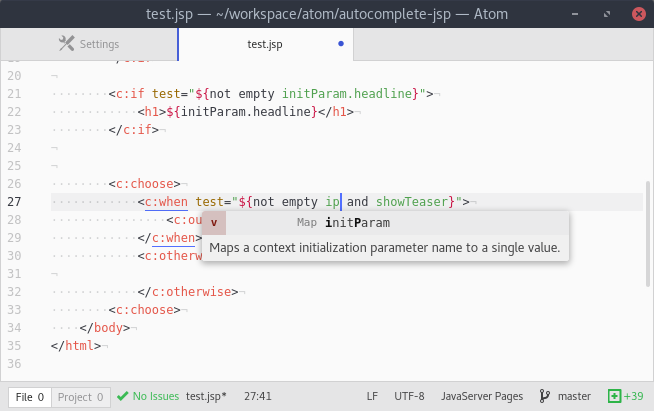 test.jsp — ~/workspace/atom/autocomplete-jsp — Atom
Settings
test.jsp
20 ¬
21 ········<c:if test="${not empty initParam.headline}">¬
22 ············<h1>${initParam.headline}</h1>¬
23 ········</c:if>¬
24 ¬
25 ¬
26 ········<c:choose>¬
27 ············<c:when test="${not empty ip and showTeaser}">¬
28 ················<c:ou
v Map initParam
29 ············</c:when>
Maps a context initialization parameter name to a single value.
30 ············<c:otherw
31 ¬
32 ············</c:otherwise>¬
33 ········<c:choose>¬
34 ····</body>¬
35 </html>¬
36
File 0 Project 0 No Issues test.jsp* 27:41 LF UTF-8 JavaServer Pages master +39